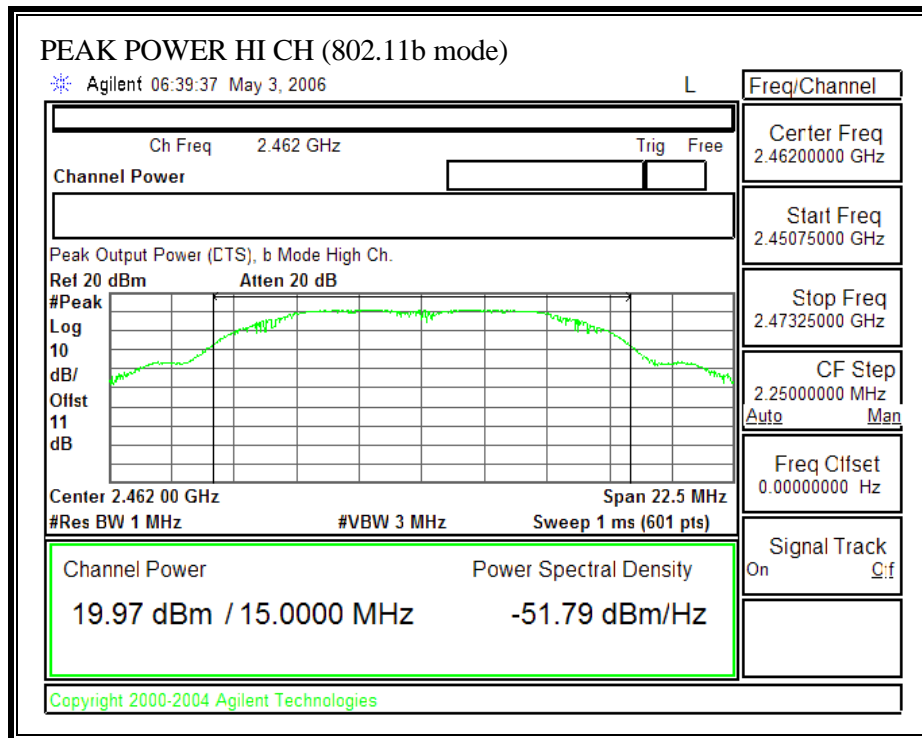 PEAK POWER HI CH (802.11b mode)
Agilent 06:39:37 May 3, 2006 L
Freq/Channel
Ch Freq 2.462 GHz Trig Free
Channel Power
Center Freq
2.46200000 GHz
Start Freq
2.45075000 GHz
Stop Freq
2.47325000 GHz
CF Step
2.25000000 MHz
Auto Man
Freq Offset
0.00000000 Hz
Signal Track
On Off
Peak Output Power (DTS), b Mode High Ch.
Ref 20 dBm Atten 20 dB
#Peak
Log
10
dB/
Offst
11
dB
Center 2.462 00 GHz Span 22.5 MHz
#Res BW 1 MHz #VBW 3 MHz Sweep 1 ms (601 pts)
Channel Power Power Spectral Density
19.97 dBm / 15.0000 MHz -51.79 dBm/Hz
Copyright 2000-2004 Agilent Technologies